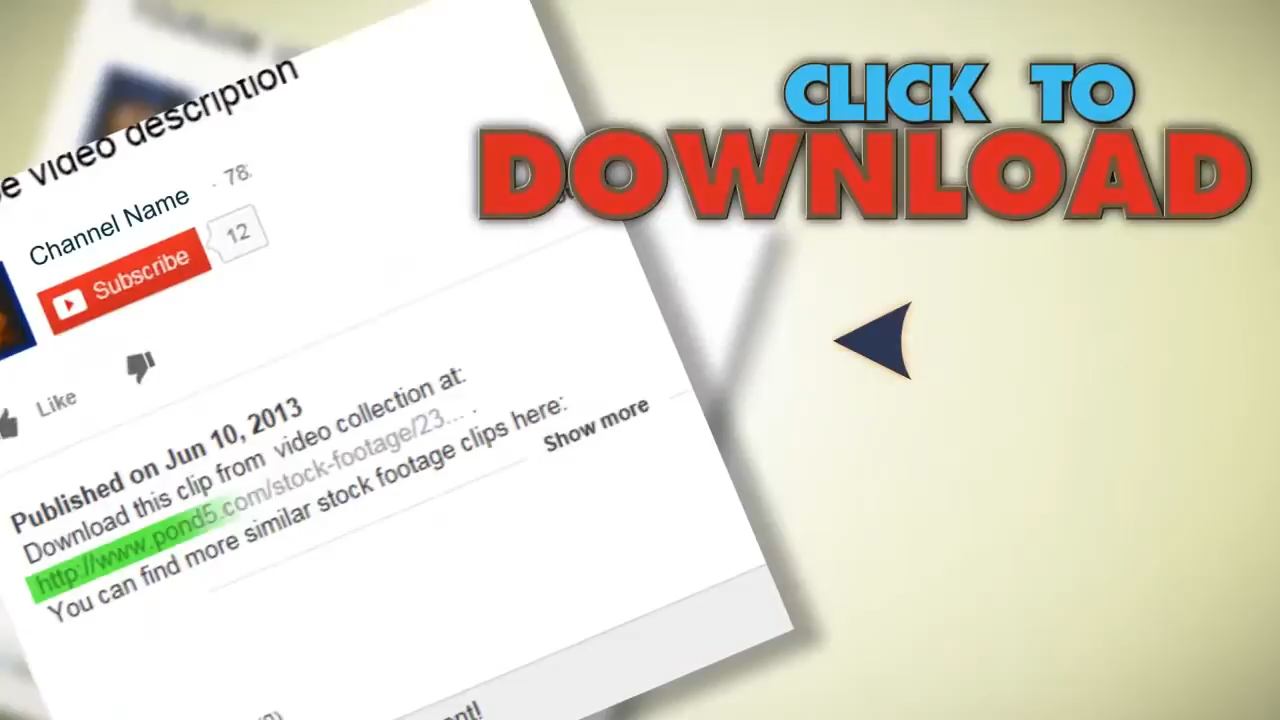 CLICK TO
DOWNLOAD
video description
78
Channel Name
Subscribe
12
Like
Published on Jun 10, 2013
Download this clip from video collection at:
http://www.pond5.com/stock-footage/23...
You can find more similar stock footage clips here:
Show more